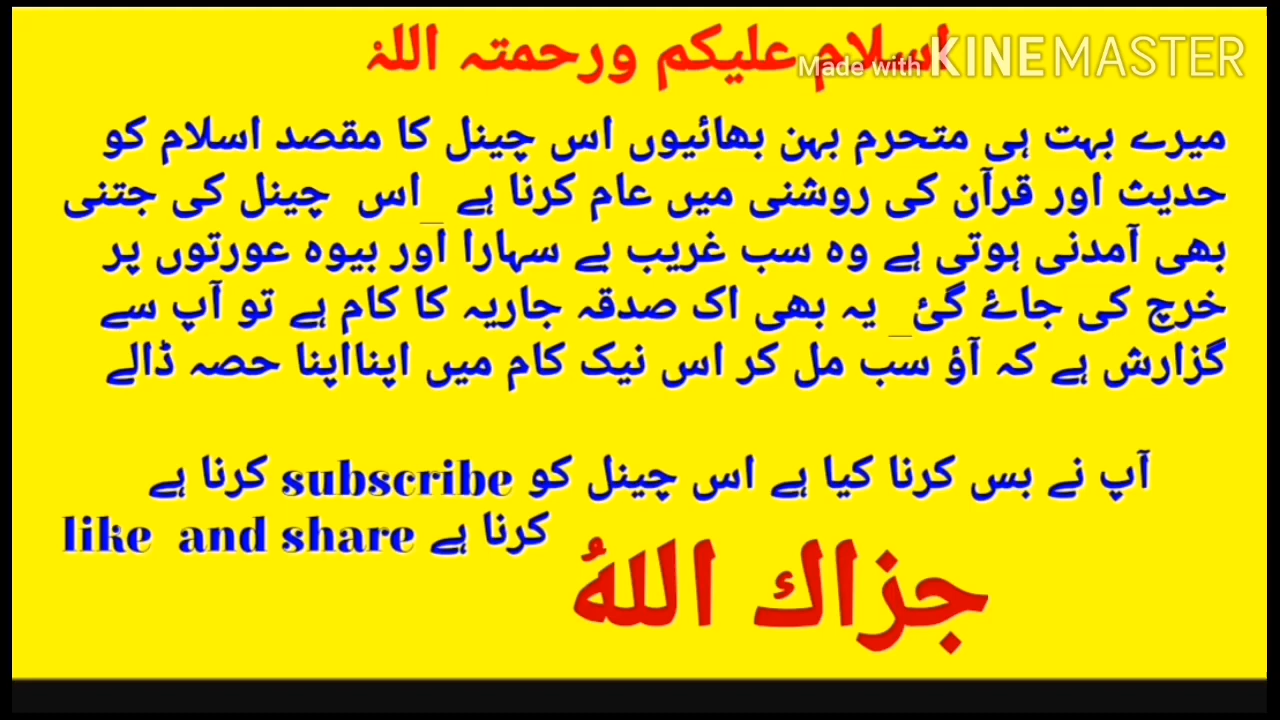 اسلام علیکم ورحمتہ اللہْ
Made with KINEMASTER
میرے بہت ہی متحرم بہن بھائیوں اس چینل کا مقصد اسلام کو
حدیث اور قرآن کی روشنی میں عام کرنا ہے _اس چینل کی جتنی
بھی آمدنی ہوتی ہے وہ سب غریب بے سہارا اور بیوہ عورتوں پر
خرچ کی جاۓ گئ_ یہ بھی اک صدقہ جاریہ کا کام ہے تو آپ سے
گزارش ہے کہ آؤ سب مل کر اس نیک کام میں اپنااپنا حصہ ڈالے
آپ نے بس کرنا کیا ہے اس چینل کو subscribe کرنا ہے
like and share کرنا ہے
جزاك اللهُ